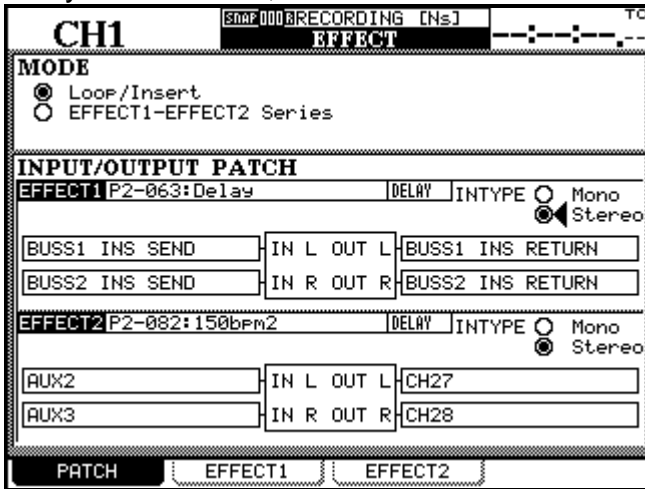 CH1 SNAP 000 R RECORDING [Ns] TC
EFFECT --:--:--.--
MODE
Loop/Insert
EFFECT1-EFFECT2 Series
INPUT/OUTPUT PATCH
EFFECT1 P2-063:Delay DELAY INTYPE Mono
Stereo
BUSS1 INS SEND IN L OUT L BUSS1 INS RETURN
BUSS2 INS SEND IN R OUT R BUSS2 INS RETURN
EFFECT2 P2-082:150bpm2 DELAY INTYPE Mono
Stereo
AUX2 IN L OUT L CH27
AUX3 IN R OUT R CH28
PATCH EFFECT1 EFFECT2